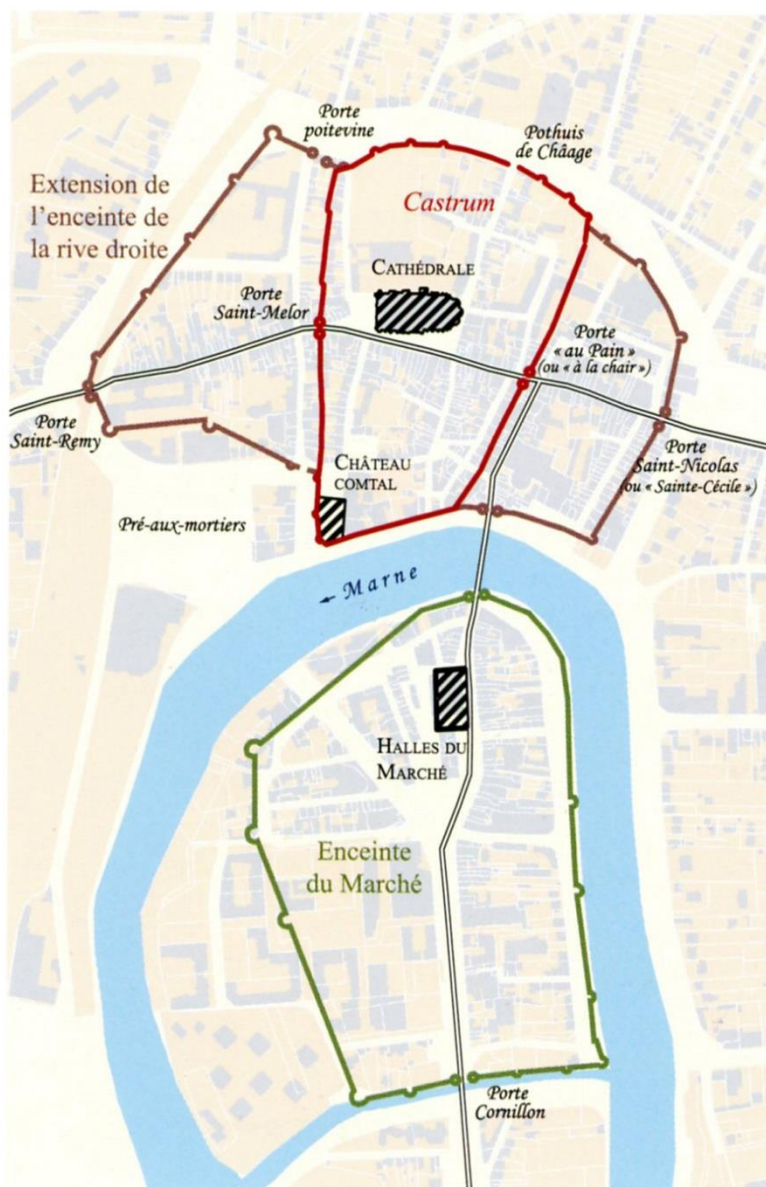 Porte
poitevine
Pothuis
de Châage
Extension de
l'enceinte de
la rive droite
Castrum
CATHÉDRALE
Porte
Saint-Melor
Porte
« au Pain »
(ou « à la chair »)
Porte
Saint-Remy
Porte
Saint-Nicolas
(ou « Sainte-Cécile »)
CHÂTEAU
COMTAL
Pré-aux-mortiers
Marne
HALLES DU
MARCHÉ
Enceinte
du Marché
Porte
Cornillon